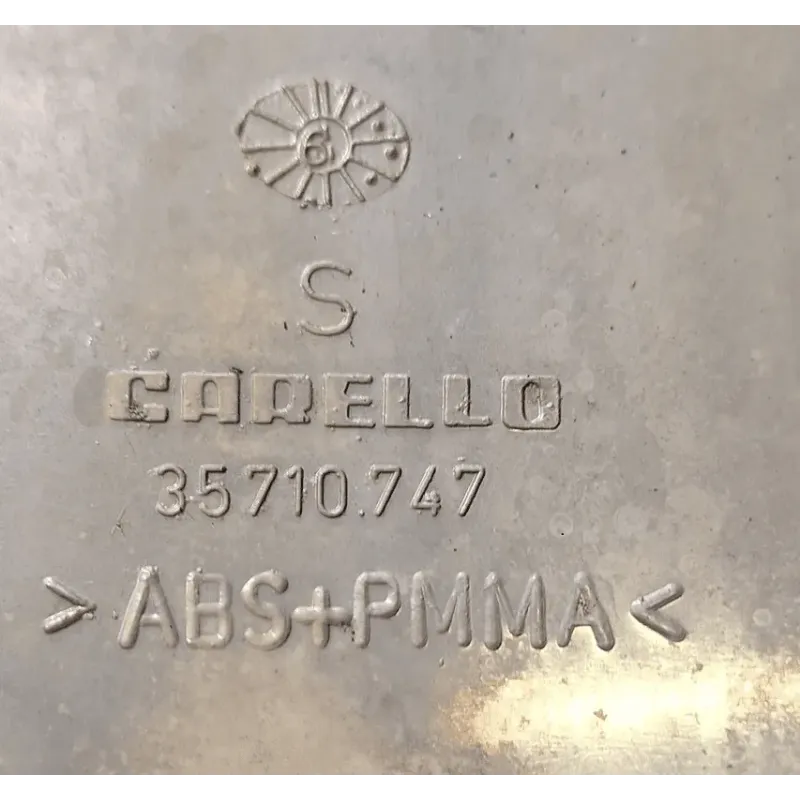 6
S
CARELLO
35710.747
>ABS+PMMA<